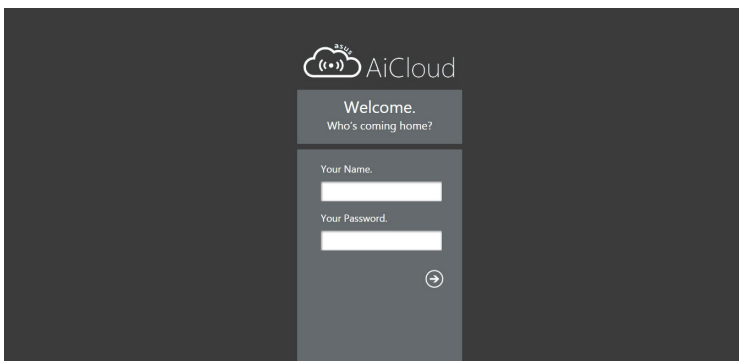 asus
AiCloud
Welcome.
Who's coming home?
Your Name.
Your Password.